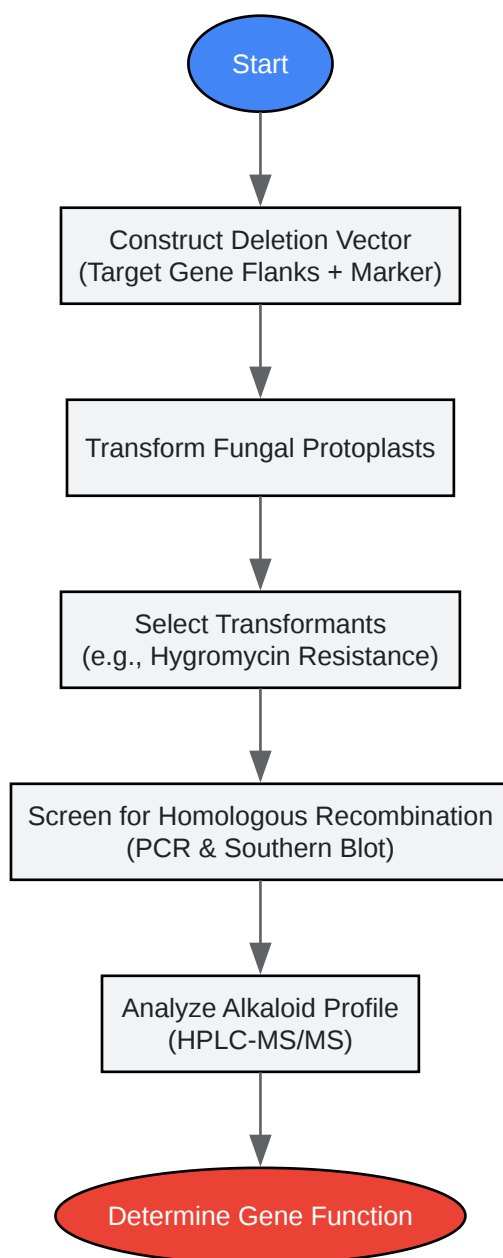 Start
Construct Deletion Vector
(Target Gene Flanks + Marker)
Transform Fungal Protoplasts
Select Transformants
(e.g., Hygromycin Resistance)
Screen for Homologous Recombination
(PCR & Southern Blot)
Analyze Alkaloid Profile
(HPLC-MS/MS)
Determine Gene Function